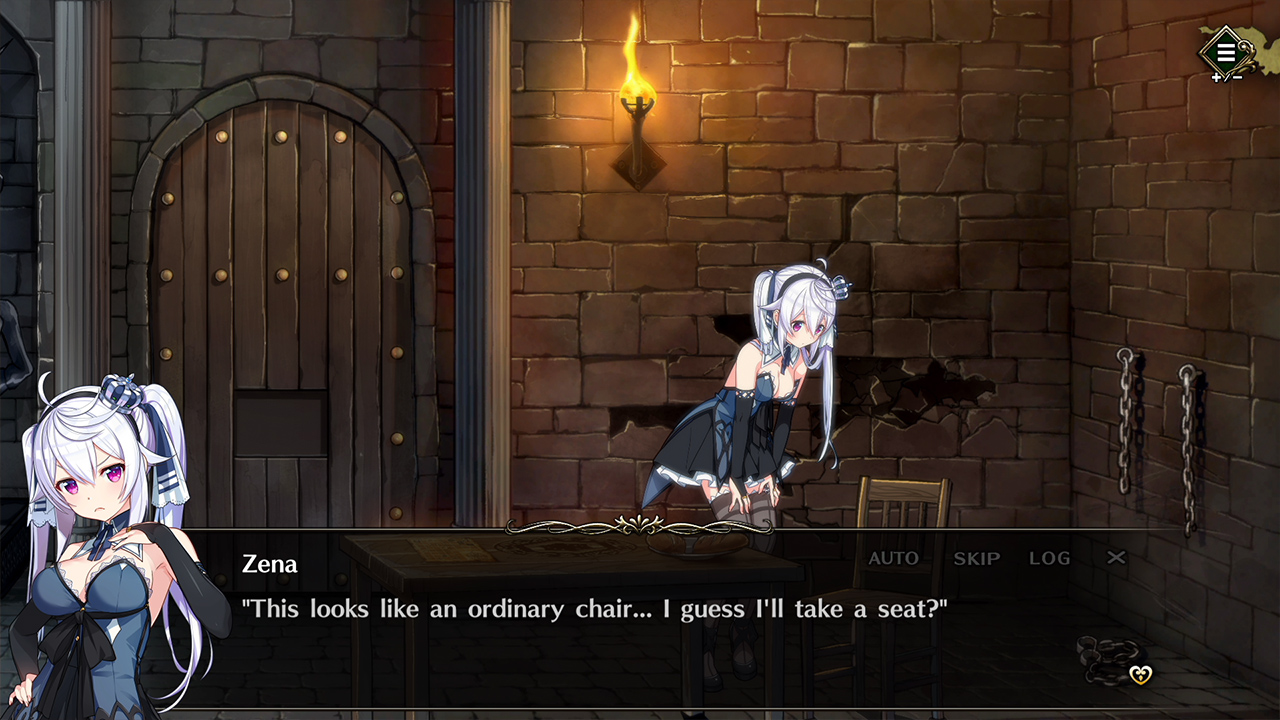 Zena
AUTO SKIP LOG
"This looks like an ordinary chair... I guess I'll take a seat?"